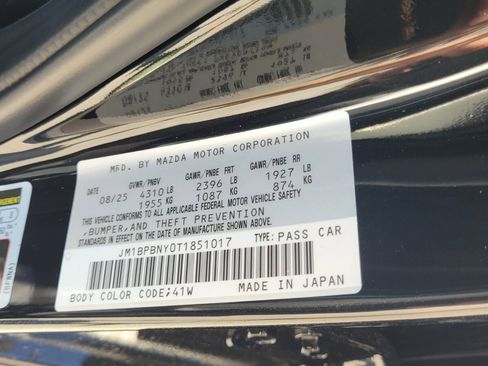 MFD. BY MAZDA MOTOR CORPORATION
GVWR/PNBV GAWR/PNBE FRT GAWR/PNBE RR
08/25 4310 LB 2396 LB 1927 LB
1955 KG 1087 KG 874 KG
THIS VEHICLE CONFORMS TO ALL APPLICABLE FEDERAL MOTOR VEHICLE SAFETY
,BUMPER,AND THEFT PREVENTION
STANDARDS IN EFFECT ON THE DATE OF MANUFACTURE SHOWN ABOVE.
JM1BPBNY0T1851017 TYPE: PASS CAR
BODY COLOR CODE;41W MADE IN JAPAN